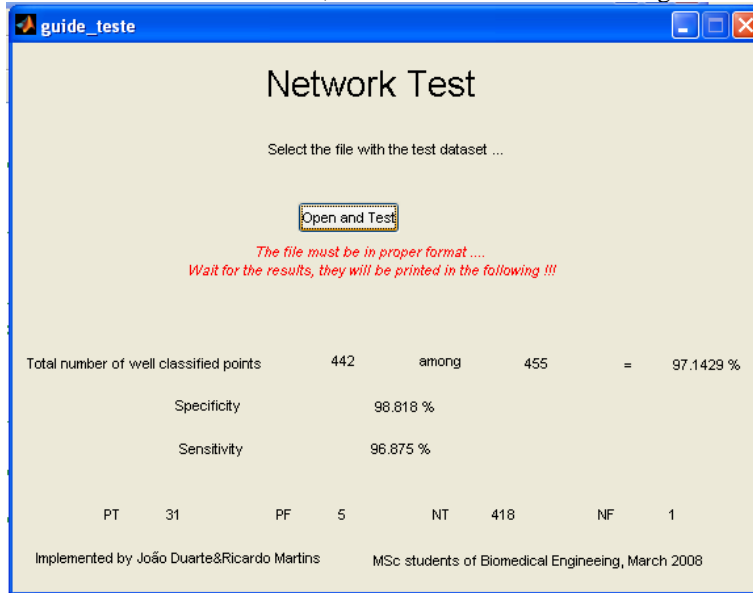 guide_teste
Network Test
Select the file with the test dataset ...
Open and Test
The file must be in proper format ....
Wait for the results, they will be printed in the following !!!
Total number of well classified points 442 among 455 = 97.1429 %
Specificity 98.818 %
Sensitivity 96.875 %
PT 31 PF 5 NT 418 NF 1
Implemented by João Duarte&Ricardo Martins MSc students of Biomedical Engineeing, March 2008